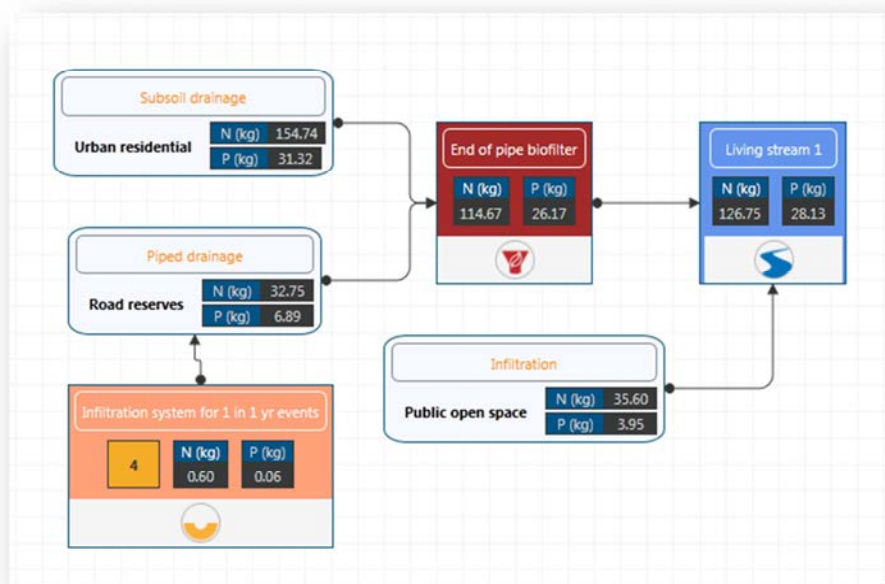 Subsoil drainage
Urban residential
N (kg) 154.74
P (kg) 31.32
Piped drainage
Road reserves
N (kg) 32.75
P (kg) 6.89
Infiltration system for 1 in 1 yr events
4
N (kg) P (kg)
0.60 0.06
End of pipe biofilter
N (kg) P (kg)
114.67 26.17
Infiltration
Public open space
N (kg) 35.60
P (kg) 3.95
Living stream 1
N (kg) P (kg)
126.75 28.13